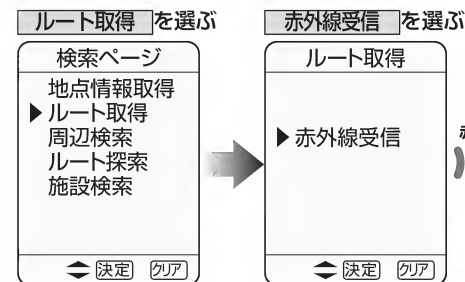 ルート取得 を選ぶ
検索ページ
地点情報取得
▶ルート取得
周辺検索
ルート探索
施設検索
決定 クリア
赤外線受信 を選ぶ
ルート取得
▶赤外線受信
決定 クリア